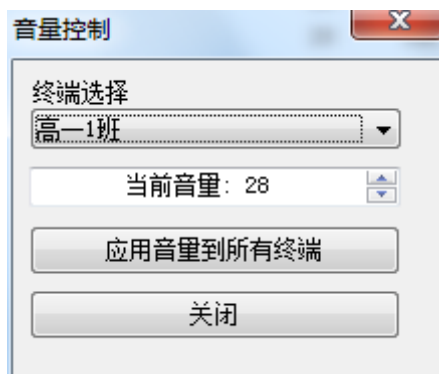 音量控制
终端选择
高一1班
当前音量: 28
应用音量到所有终端
关闭